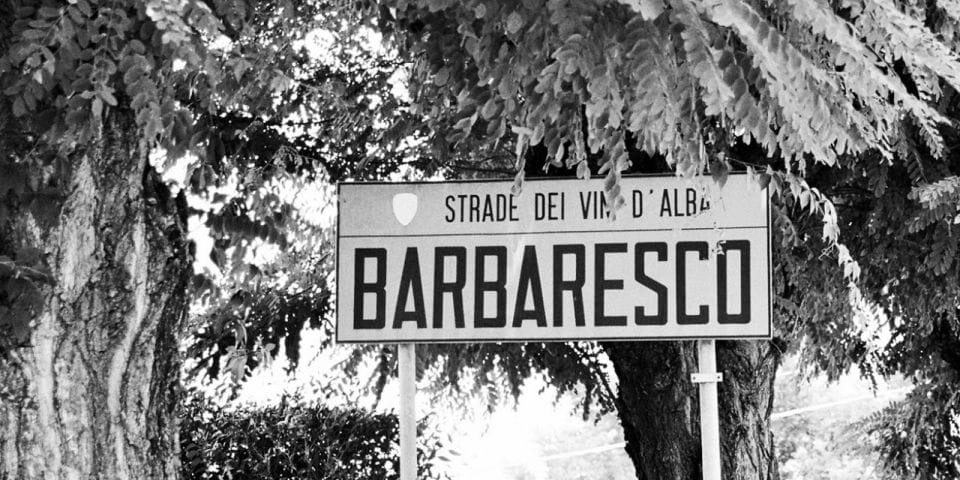 STRADE DEI VINI D'ALBA
BARBARESCO